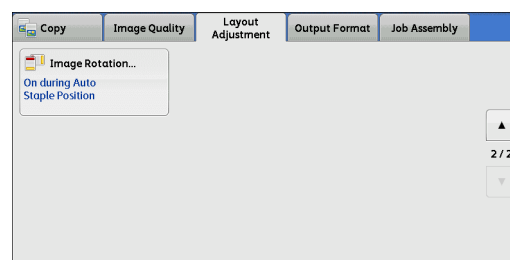 Copy
Image Quality
Layout
Adjustment
Output Format
Job Assembly
Image Rotation...
On during Auto
Staple Position
▲
2 / 2
▼